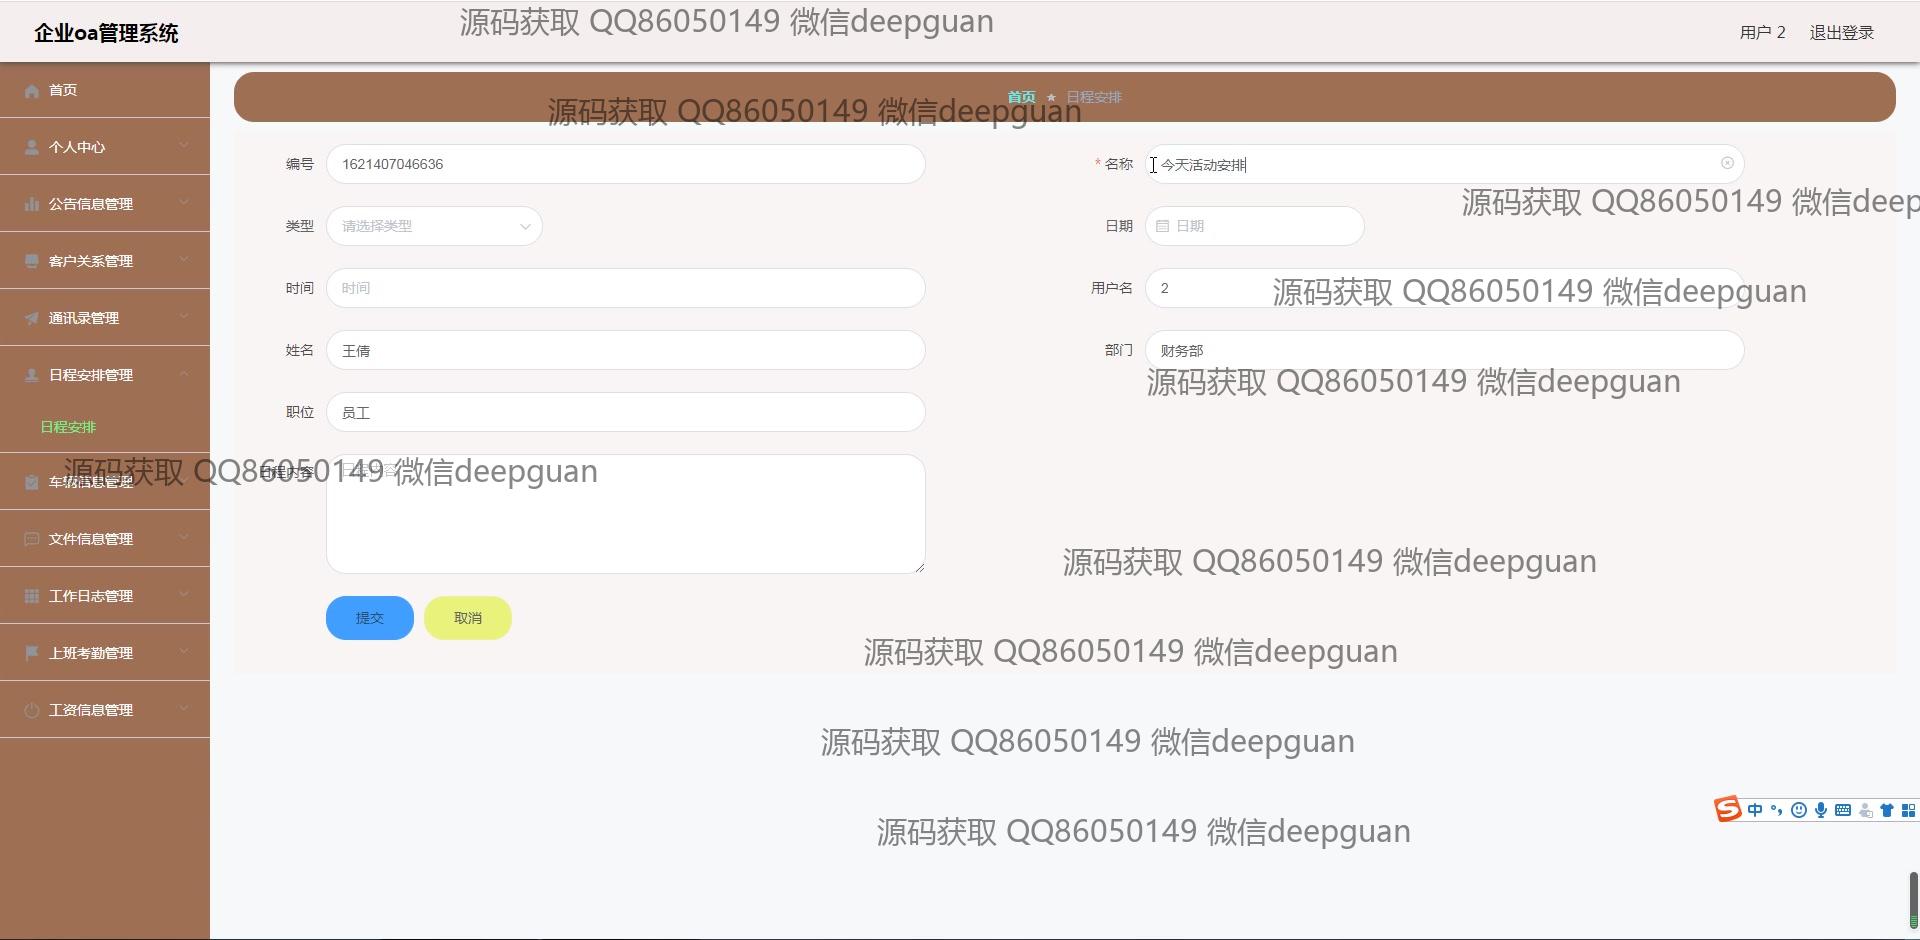 企业oa管理系统
源码获取 QQ86050149 微信deepguan
用户 2
退出登录
首页
个人中心
公告信息管理
客户关系管理
通讯录管理
日程安排管理
日程安排
车辆信息管理
文件信息管理
工作日志管理
上班考勤管理
工资信息管理
首页 ★ 日程安排
源码获取 QQ86050149 微信deepguan
编号 1621407046636
* 名称 今天活动安排
源码获取 QQ86050149 微信deep
类型 请选择类型
日期 日期
时间 时间
用户名 2
源码获取 QQ86050149 微信deepguan
姓名 王倩
部门 财务部
源码获取 QQ86050149 微信deepguan
职位 员工
日程内容 日程内容
源码获取 QQ86050149 微信deepguan
源码获取 QQ86050149 微信deepguan
提交
取消
源码获取 QQ86050149 微信deepguan
源码获取 QQ86050149 微信deepguan
中
源码获取 QQ86050149 微信deepguan